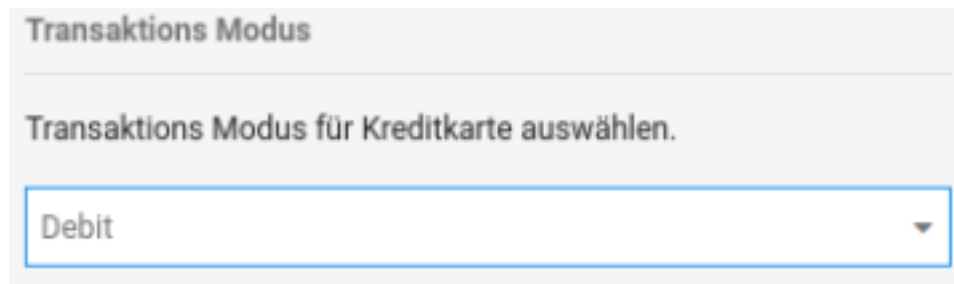 Transaktions Modus
Transaktions Modus für Kreditkarte auswählen.
Debit